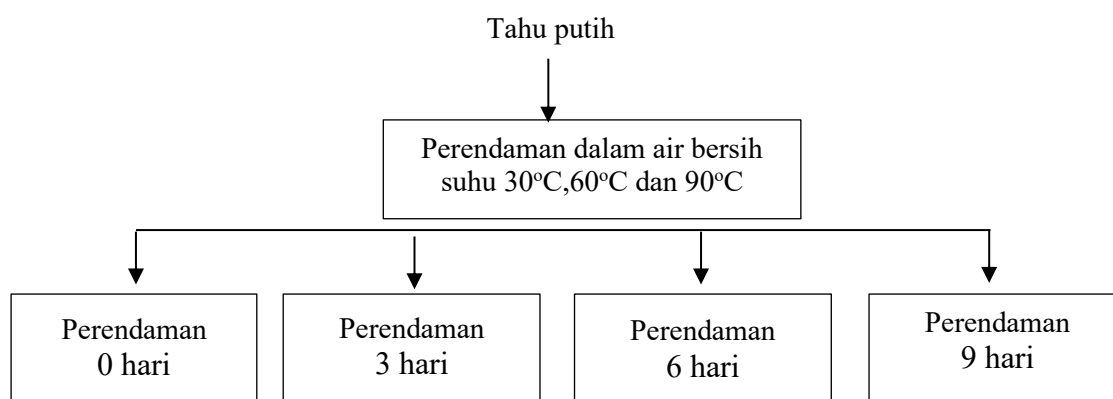 Tahu putih
Perendaman dalam air bersih
suhu 30°C,60°C dan 90°C
Perendaman
0 hari
Perendaman
3 hari
Perendaman
6 hari
Perendaman
9 hari